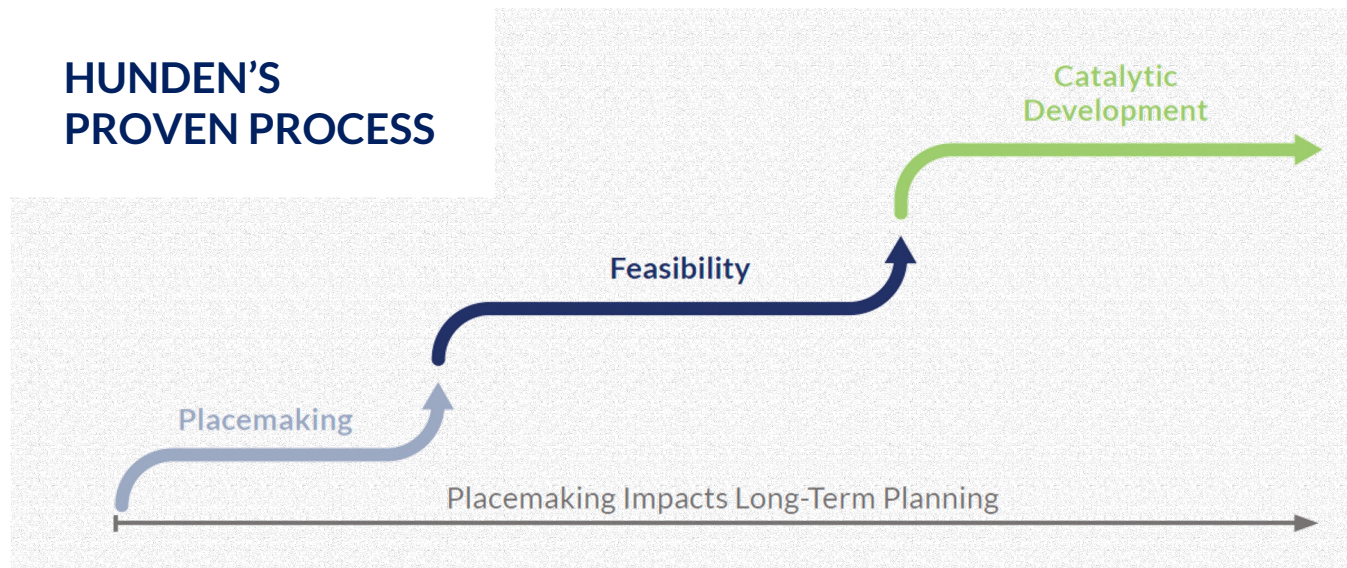 HUNDEN’S
PROVEN PROCESS
Catalytic
Development
Feasibility
Placemaking
Placemaking Impacts Long-Term Planning